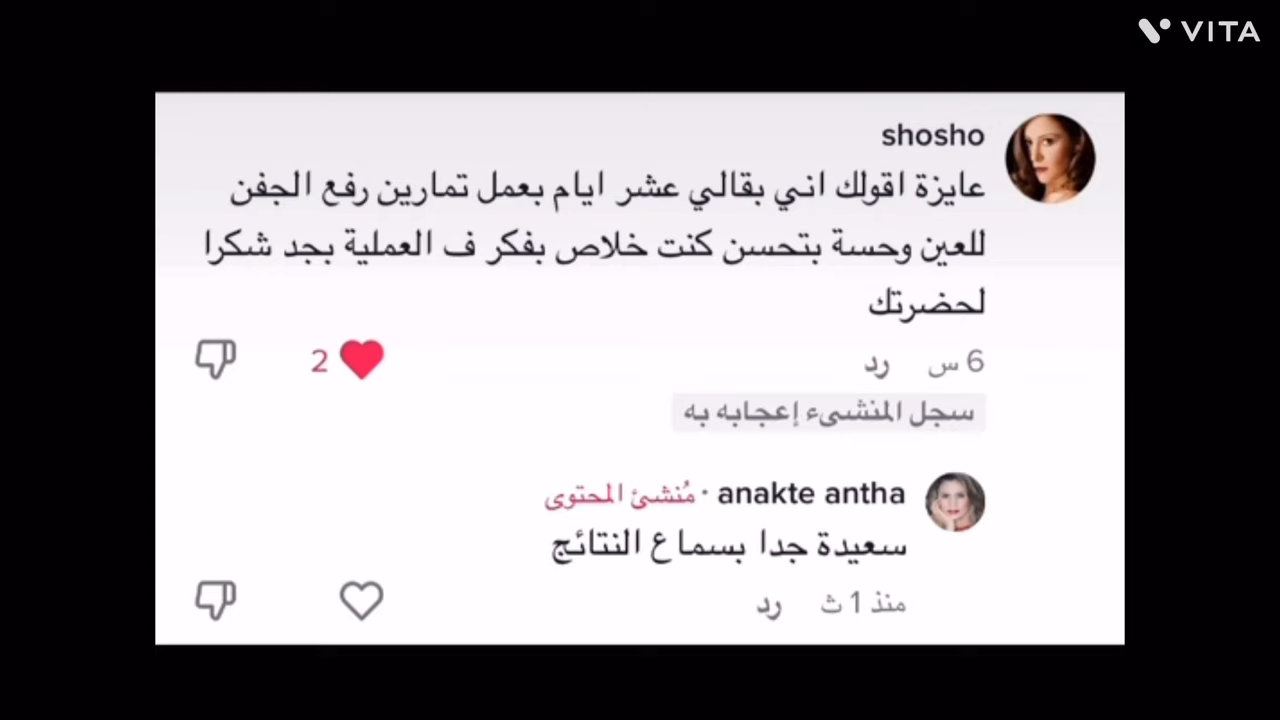 VITA
shosho
عايزة اقولك اني بقالي عشر ايام بعمل تمارين رفع الجفن
للعين وحسة بتحسن كنت خلاص بفكر ف العملية بجد شكرا
لحضرتك
6 س رد 2
سجل المنشىء إعجابه به
anakte antha · مُنشئ المحتوى
سعيدة جدا بسماع النتائج
منذ 1 ث رد